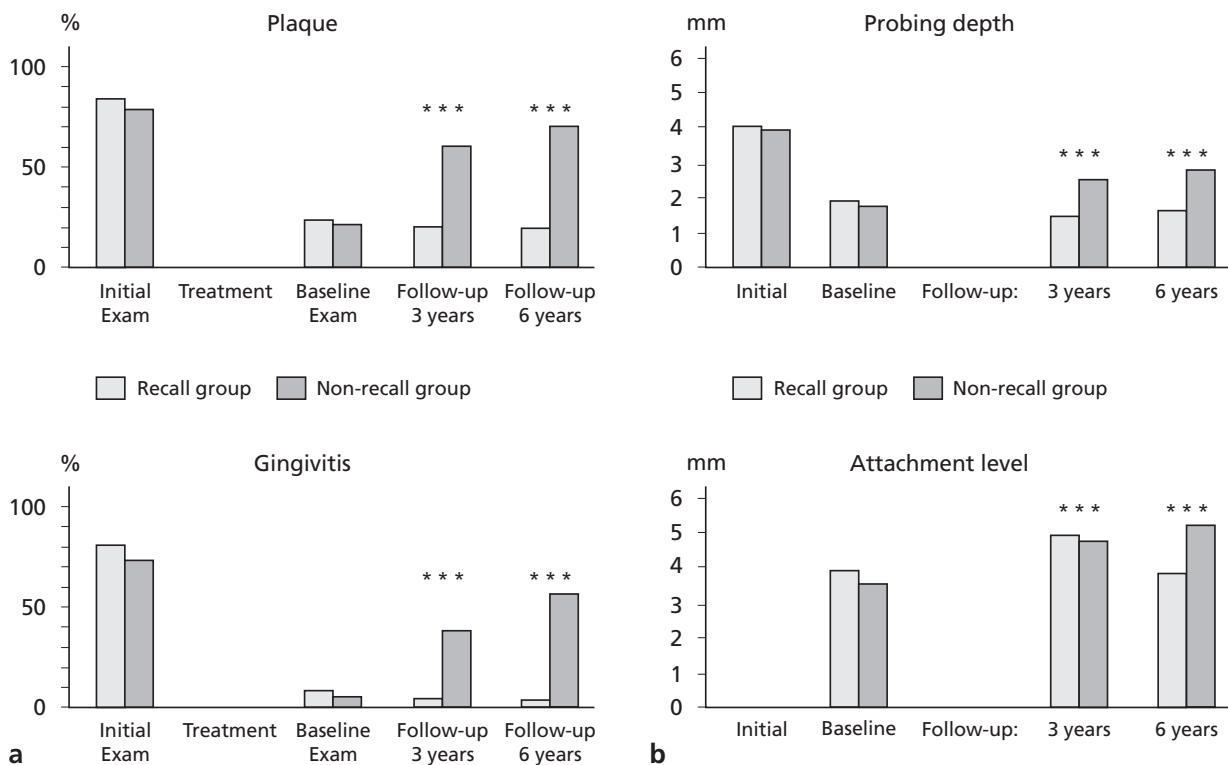 % Plaque
100
50
0
* * *
* * *
Initial Exam
Treatment
Baseline Exam
Follow-up 3 years
Follow-up 6 years
Recall group
Non-recall group
% Gingivitis
100
50
0
* * *
* * *
Initial Exam
Treatment
Baseline Exam
Follow-up 3 years
Follow-up 6 years
a
mm Probing depth
6
5
4
3
2
1
0
* * *
* * *
Initial
Baseline
Follow-up:
3 years
6 years
Recall group
Non-recall group
mm Attachment level
6
5
4
3
2
1
0
* * *
* * *
Initial
Baseline
Follow-up:
3 years
6 years
b